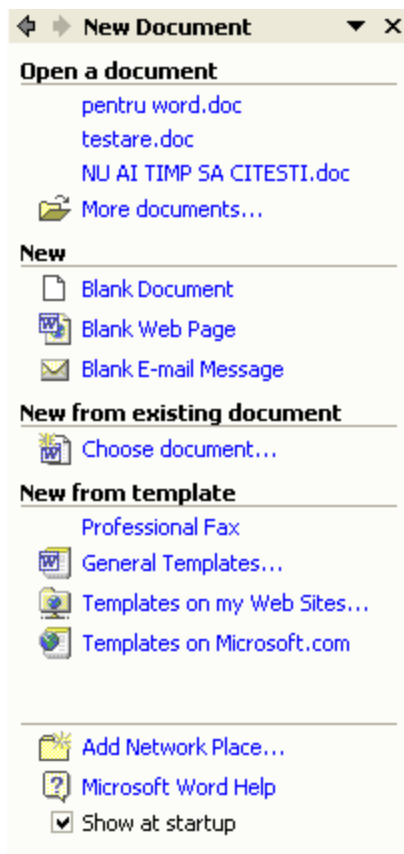 New Document
Open a document
pentru word.doc
testare.doc
NU AI TIMP SA CITESTI.doc
More documents...
New
Blank Document
Blank Web Page
Blank E-mail Message
New from existing document
Choose document...
New from template
Professional Fax
General Templates...
Templates on my Web Sites...
Templates on Microsoft.com
Add Network Place...
Microsoft Word Help
Show at startup